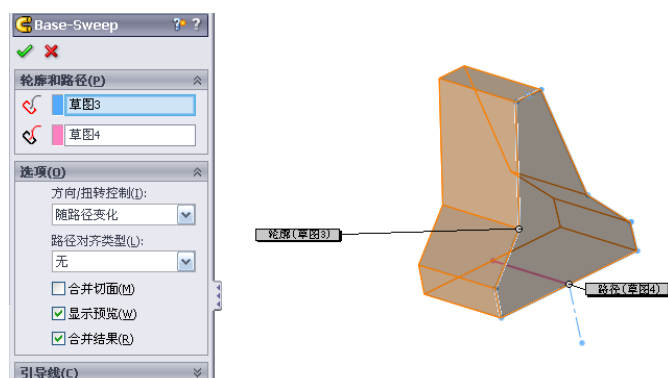 Base-Sweep
? ?
轮廓和路径(P)
草图3
草图4
选项(O)
方向/扭转控制(I):
随路径变化
路径对齐类型(L):
无
合并切面(M)
显示预览(W)
合并结果(R)
引导线(C)
轮廓(草图3)
路径(草图4)